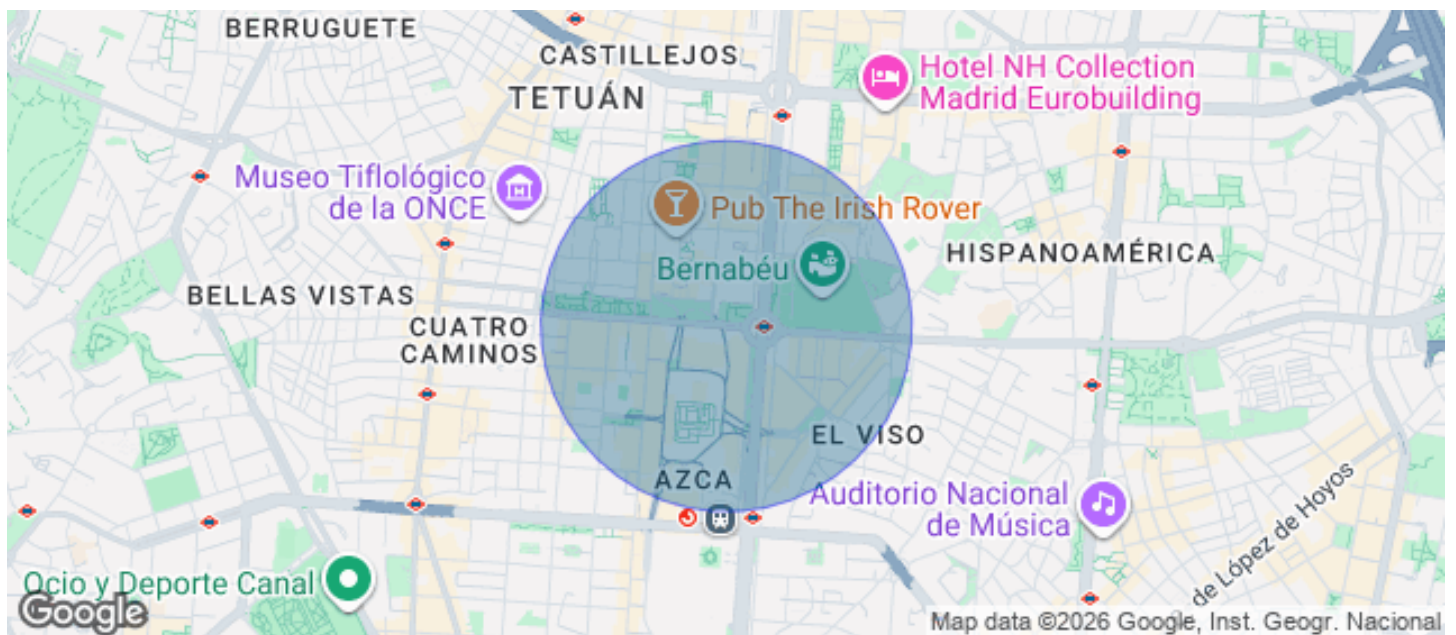 BERRUGUETE
CASTILLEJOS
TETUÁN
Hotel NH Collection
Madrid Eurobuilding
Museo Tiflológico
de la ONCE
Pub The Irish Rover
Bernabéu
HISPANOAMÉRICA
BELLAS VISTAS
CUATRO
CAMINOS
EL VISO
AZCA
Auditorio Nacional
de Música
de López de Hoyos
Ocio y Deporte Canal
Google
Map data ©2026 Google, Inst. Geogr. Nacional